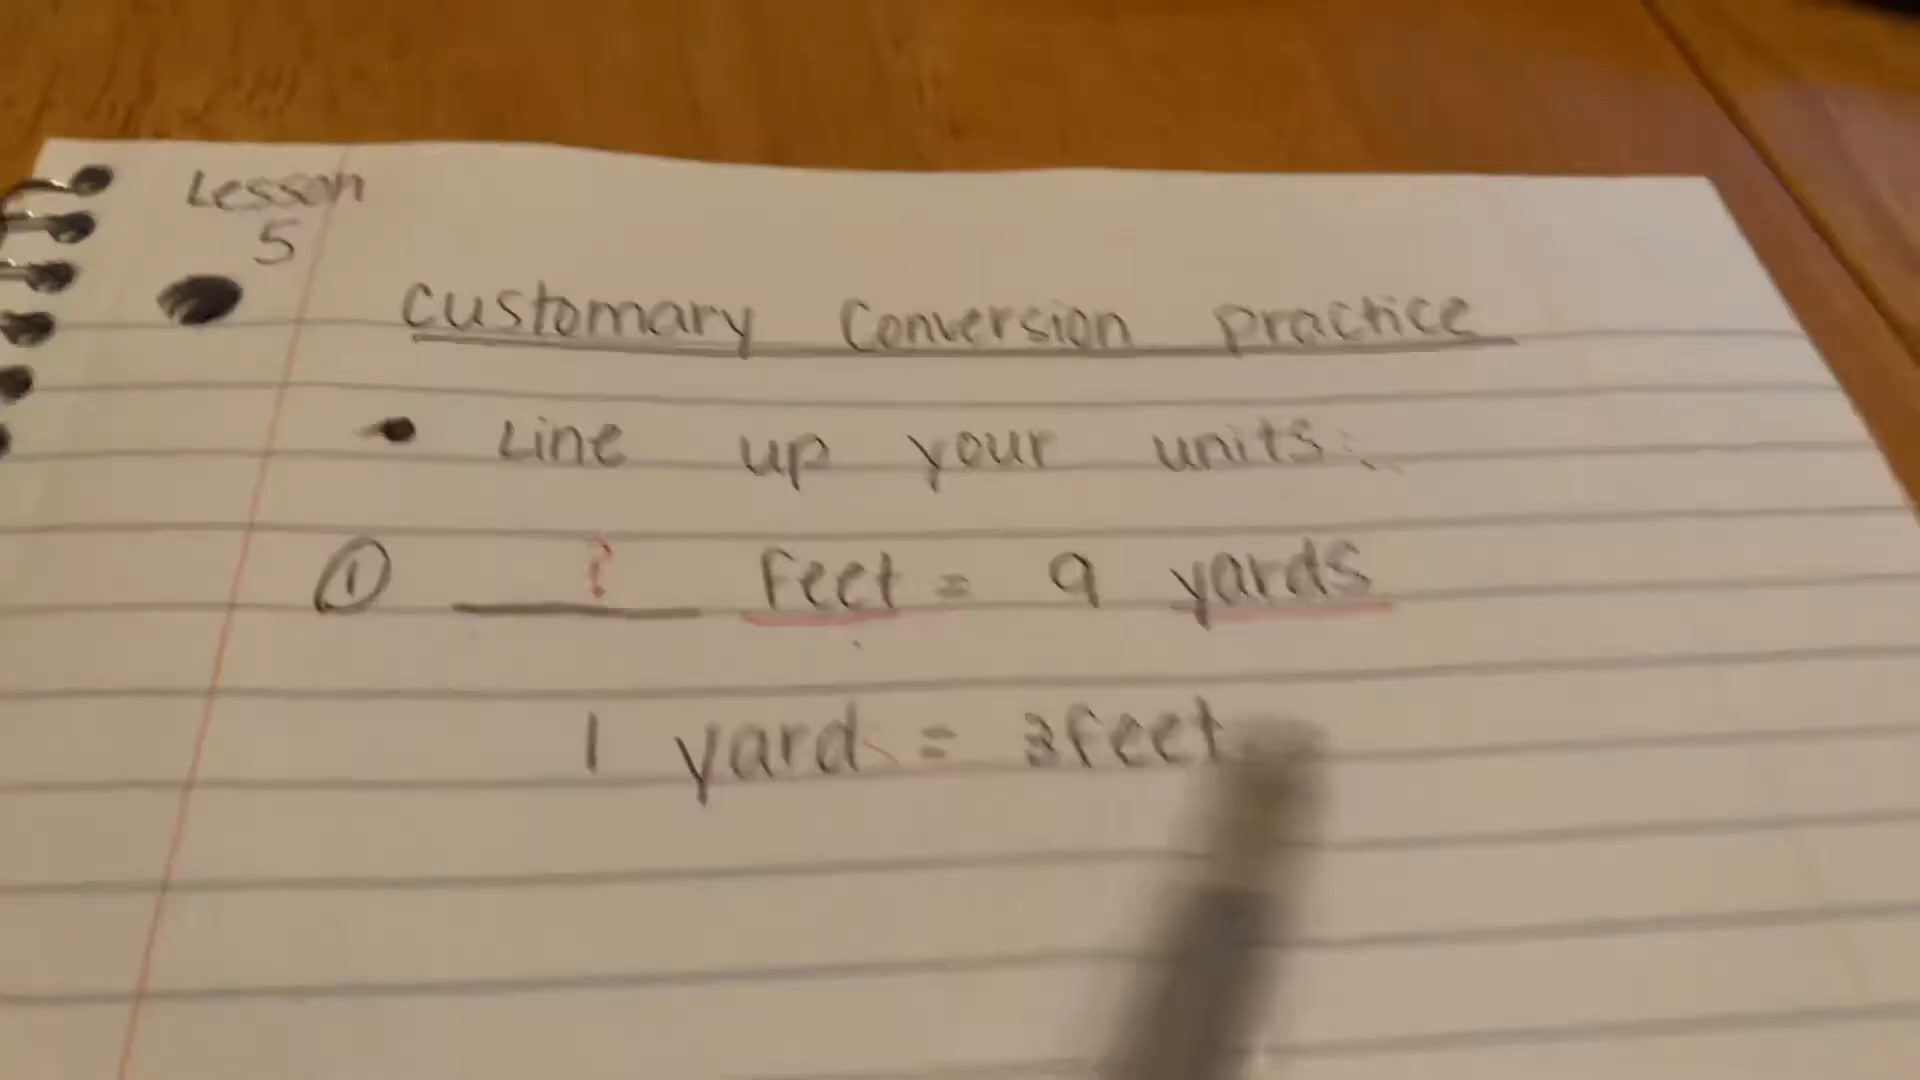 Lesson
5
Customary Conversion practice
• Line up your units:
① ? Feet = 9 yards
1 yard = 3feet